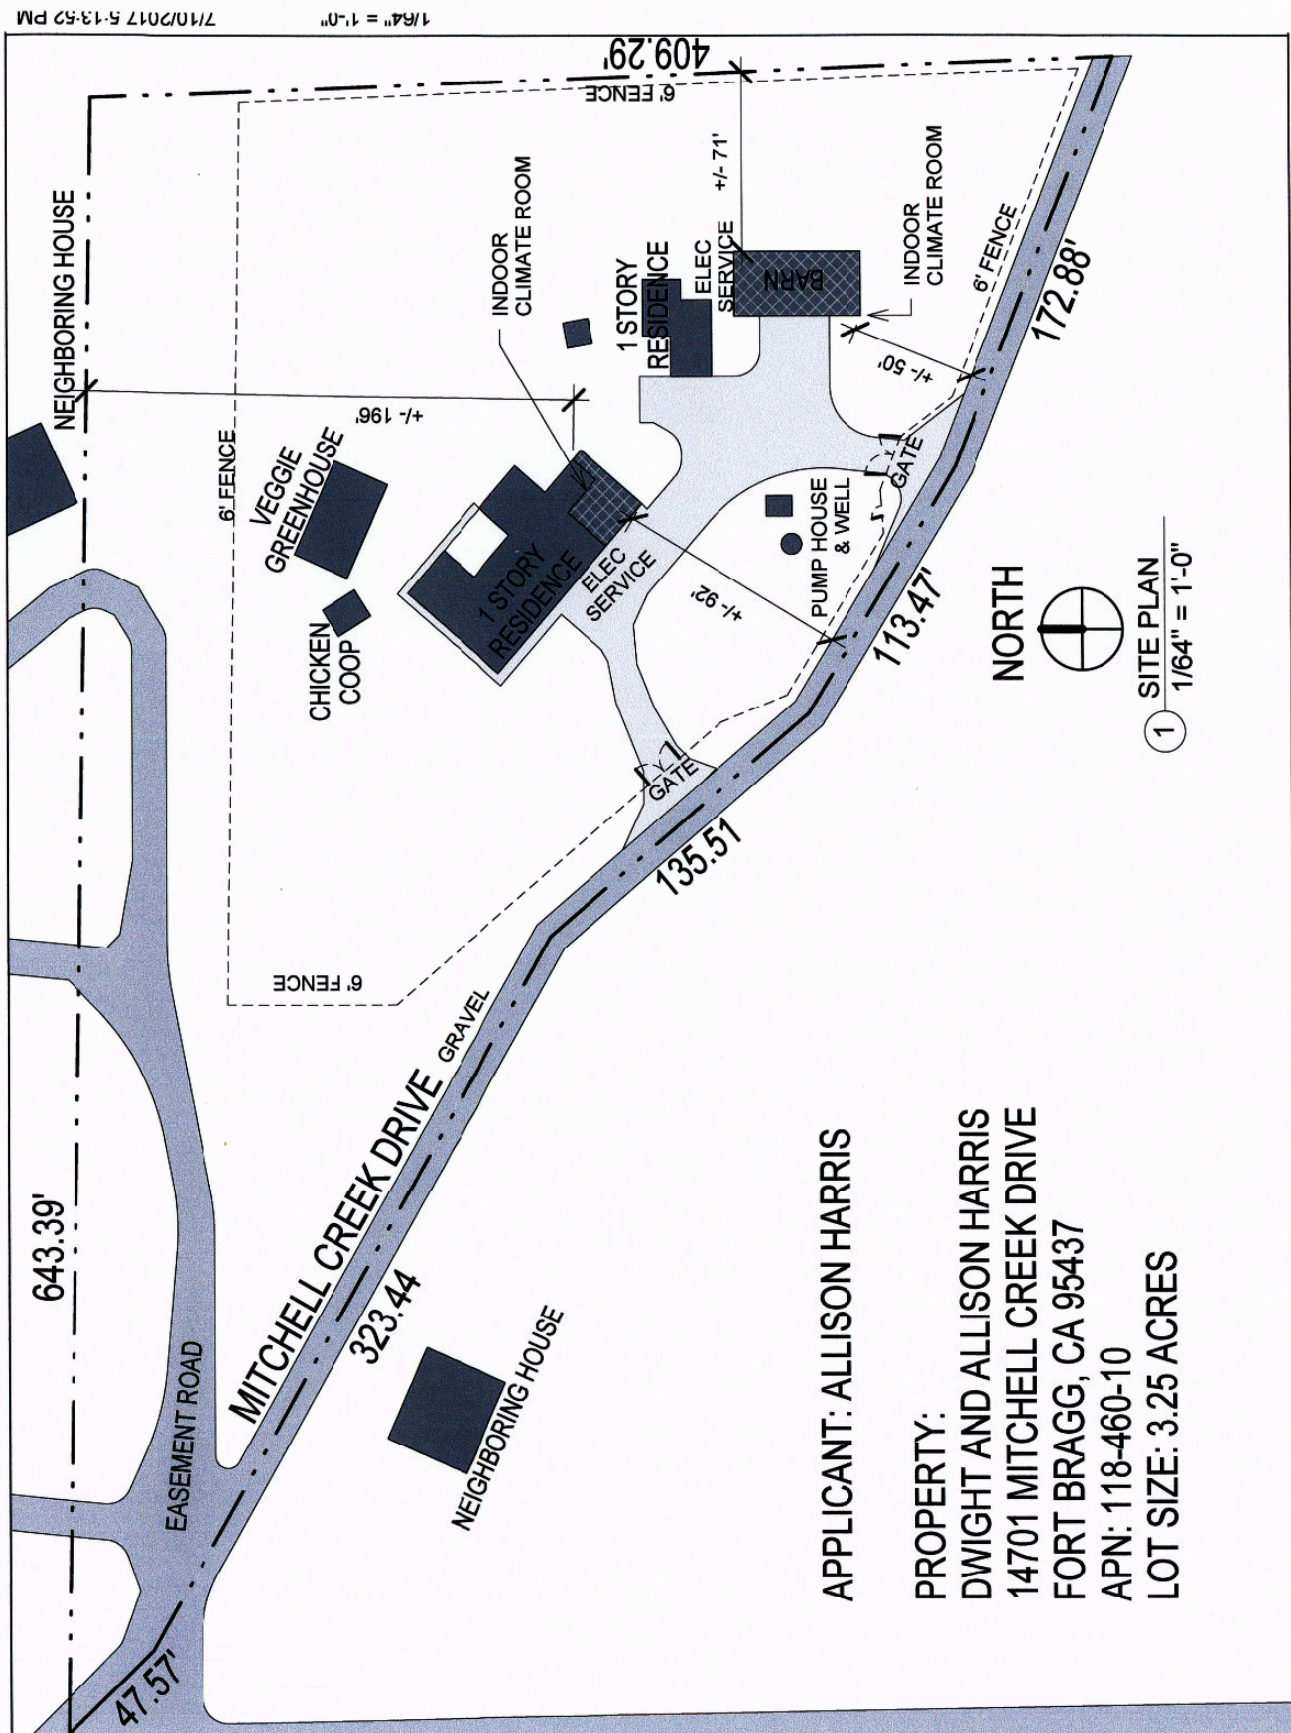 7/10/2017 5:13:52 PM
1/64" = 1'-0"
643.39'
NEIGHBORING HOUSE
409.29'
6' FENCE
6' FENCE
6' FENCE
6' FENCE
VEGGIE
GREENHOUSE
CHICKEN
COOP
+/- 196'
INDOOR
CLIMATE ROOM
1 STORY
RESIDENCE
ELEC
SERVICE
1 STORY
RESIDENCE
ELEC
SERVICE
+/- 71'
BARN
INDOOR
CLIMATE ROOM
+/- 50'
+/- 92'
PUMP HOUSE
& WELL
GATE
GATE
172.88'
113.47'
135.51
MITCHELL CREEK DRIVE GRAVEL
323.44
EASEMENT ROAD
47.57'
NEIGHBORING HOUSE
NORTH
1 SITE PLAN
1/64" = 1'-0"
APPLICANT: ALLISON HARRIS
PROPERTY:
DWIGHT AND ALLISON HARRIS
14701 MITCHELL CREEK DRIVE
FORT BRAGG, CA 95437
APN: 118-460-10
LOT SIZE: 3.25 ACRES